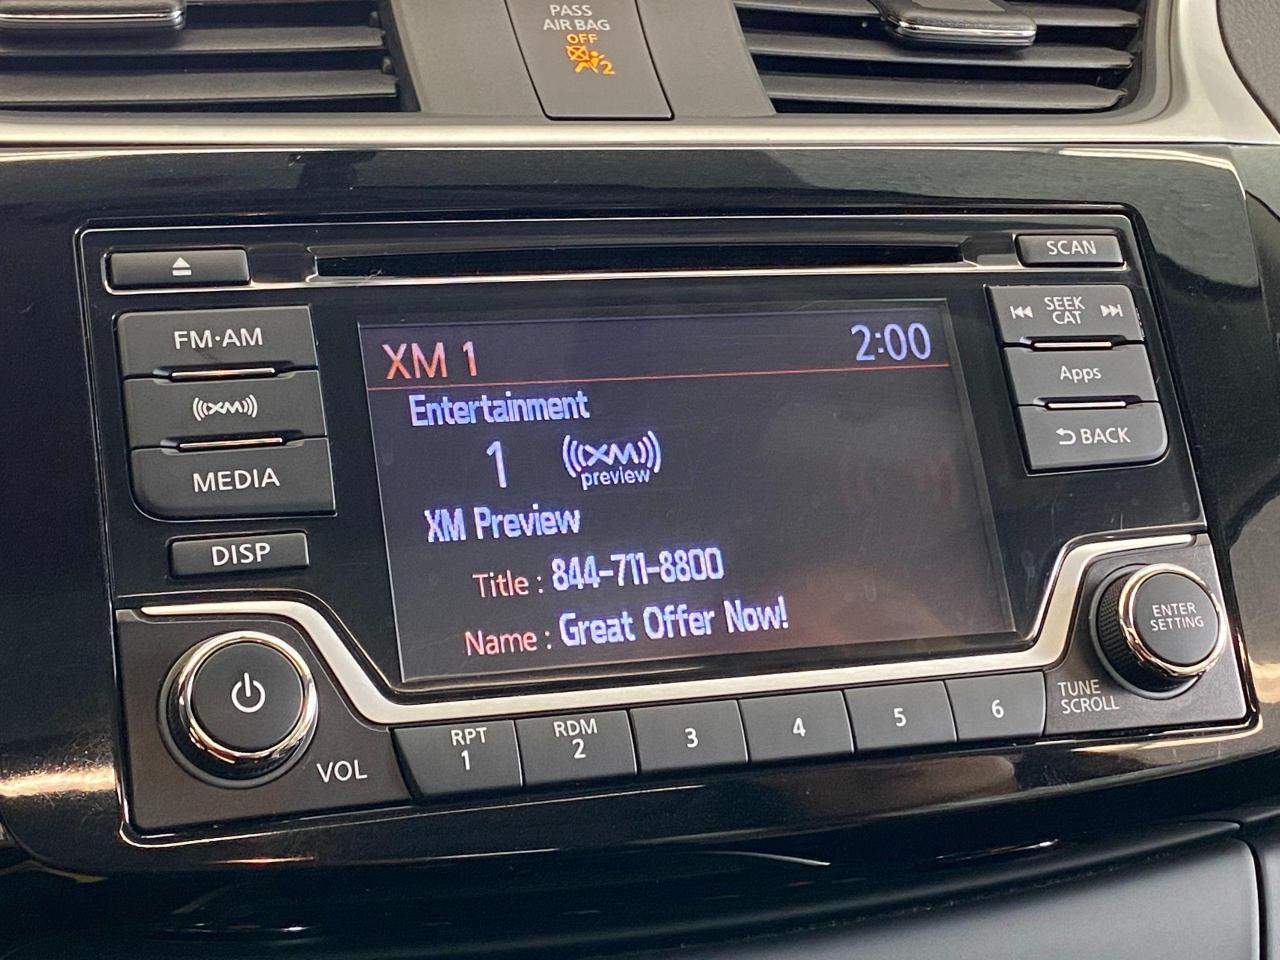 PASS
AIR BAG
OFF
2
SCAN
FM·AM
XM
MEDIA
DISP
XM 1
2:00
Entertainment
1
XM
preview
XM Preview
Title : 844-711-8800
Name : Great Offer Now!
SEEK
CAT
Apps
BACK
ENTER
SETTING
TUNE
SCROLL
VOL
RPT
1
RDM
2
3
4
5
6